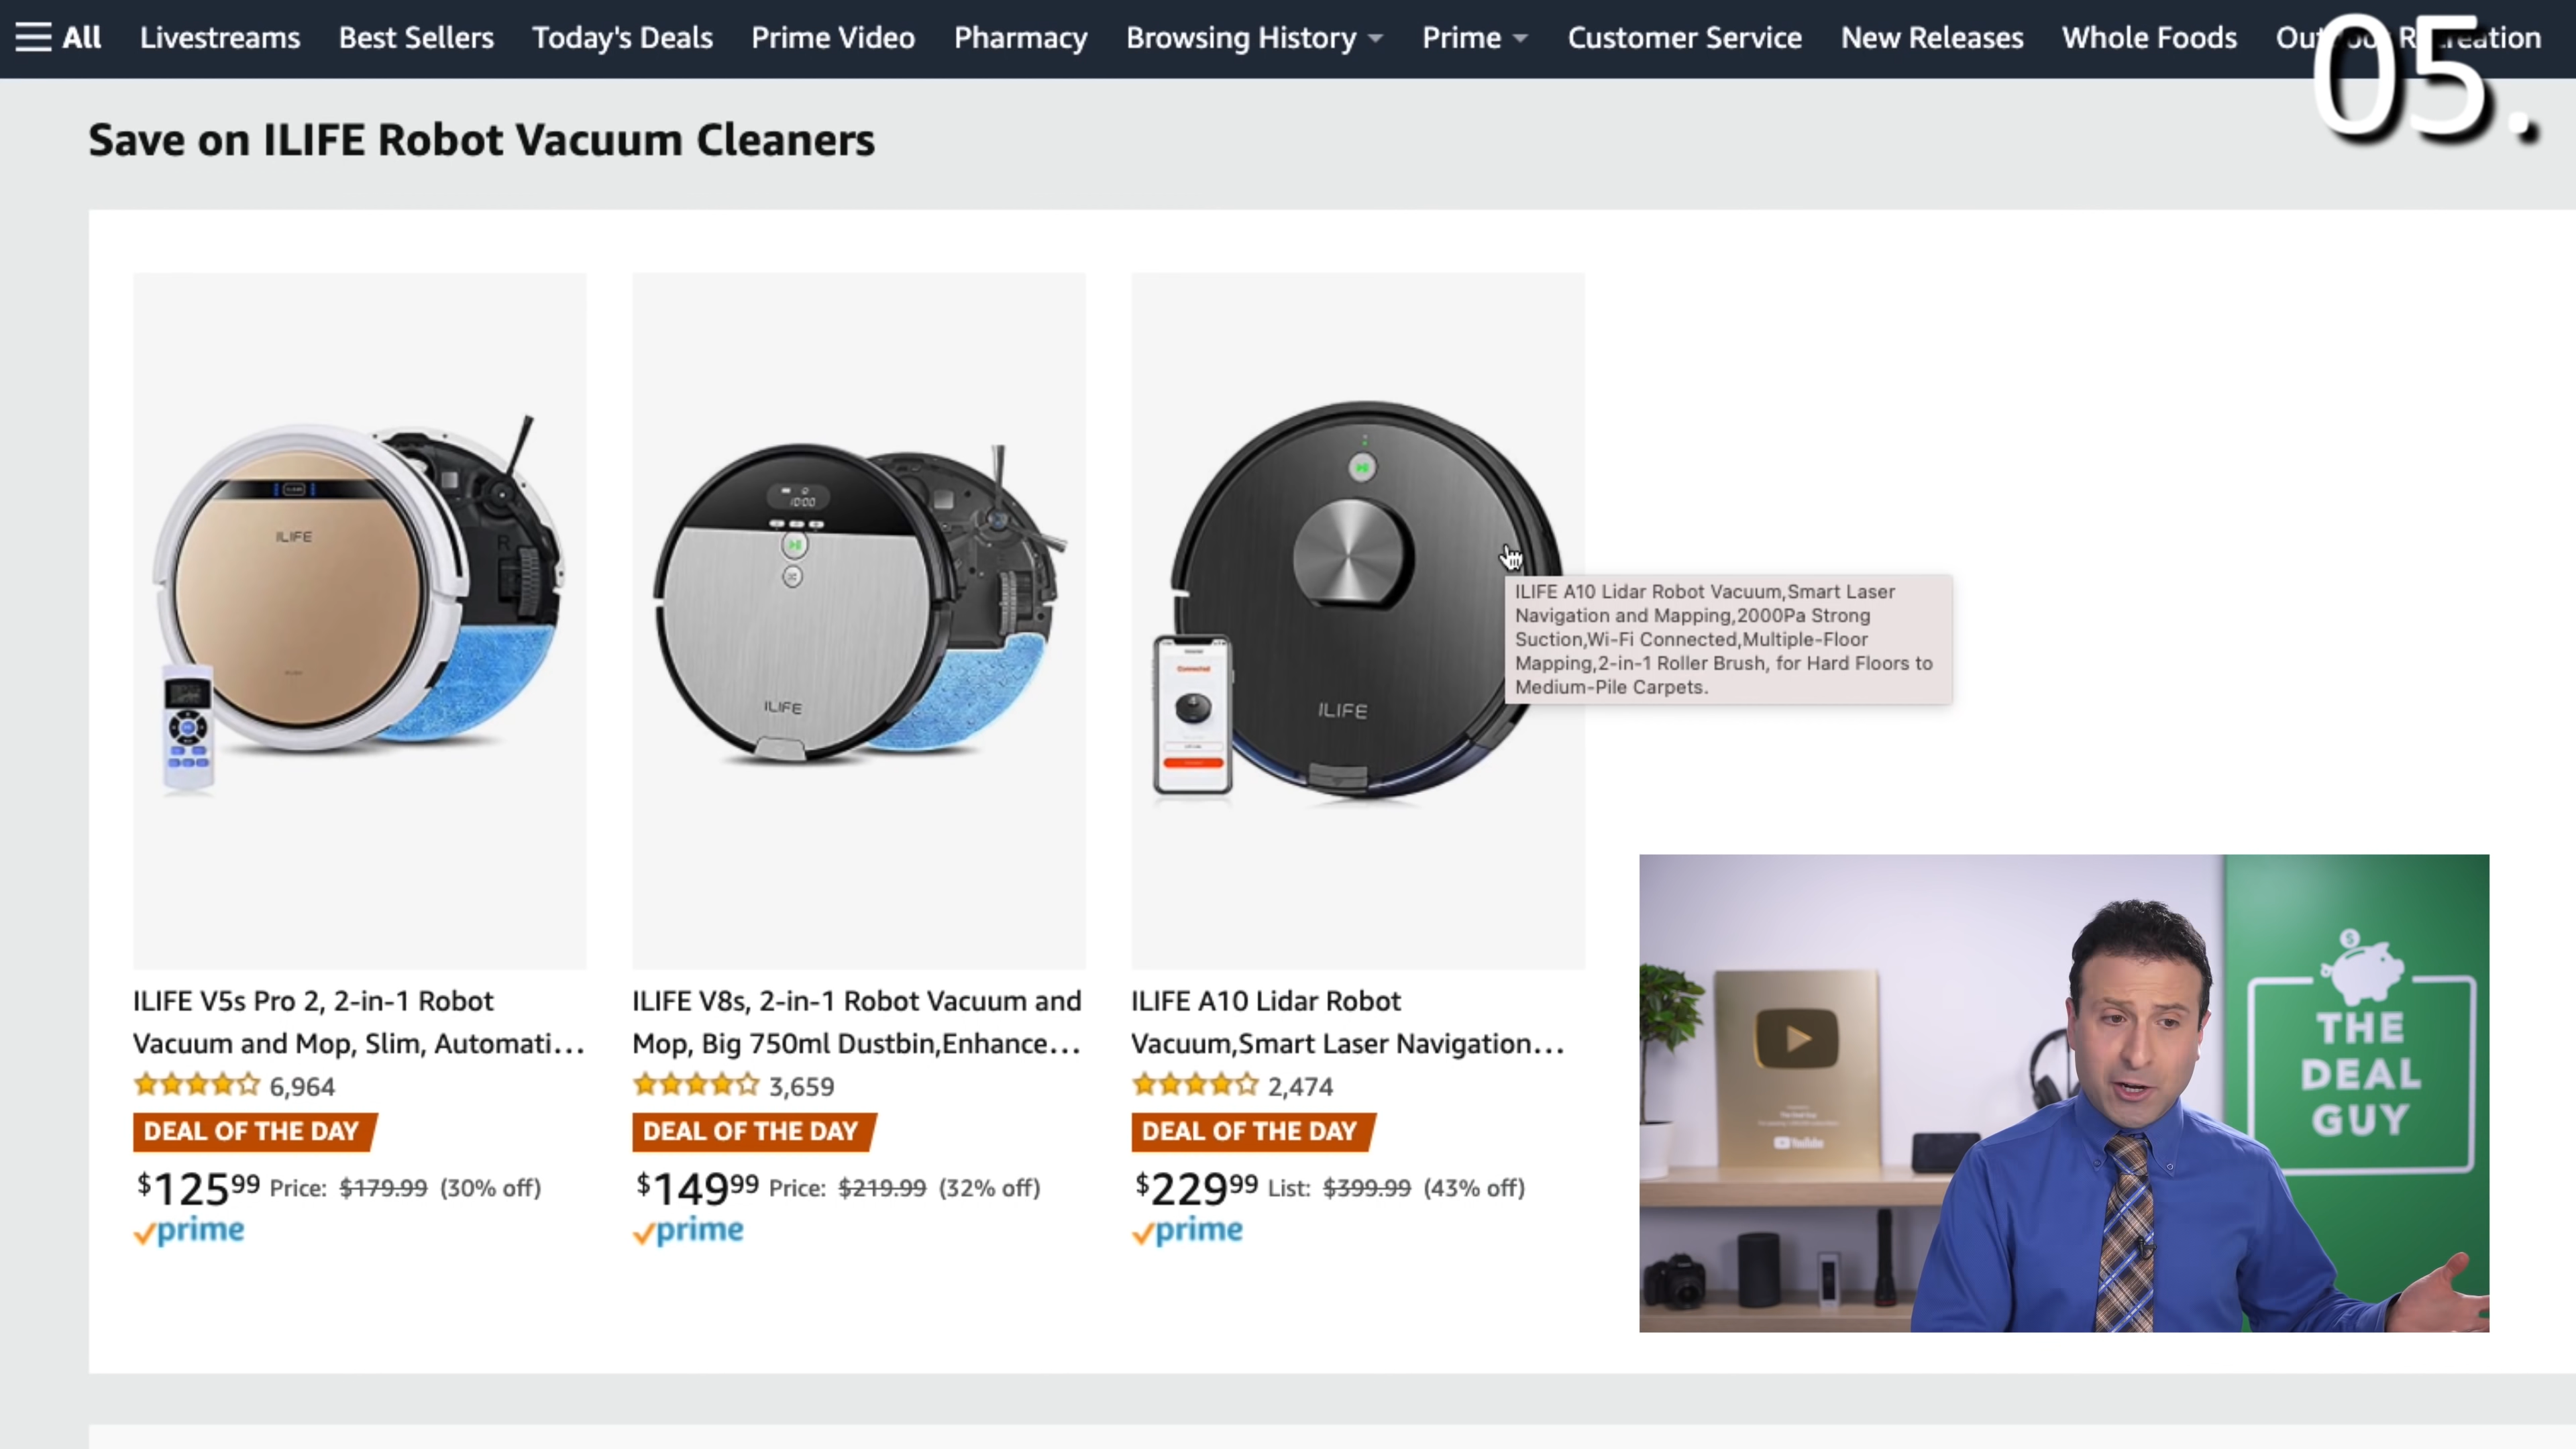 All Livestreams Best Sellers Today's Deals Prime Video Pharmacy Browsing History Prime Customer Service New Releases Whole Foods
05.
Save on ILIFE Robot Vacuum Cleaners
ILIFE
10:00
ILIFE
Connected
ILIFE
ILIFE A10 Lidar Robot Vacuum,Smart Laser
Navigation and Mapping,2000Pa Strong
Suction,Wi-Fi Connected,Multiple-Floor
Mapping,2-in-1 Roller Brush, for Hard Floors to
Medium-Pile Carpets.
ILIFE V5s Pro 2, 2-in-1 Robot
Vacuum and Mop, Slim, Automati...
6,964
DEAL OF THE DAY
$125 99 Price: $179.99 (30% off)
prime
ILIFE V8s, 2-in-1 Robot Vacuum and
Mop, Big 750ml Dustbin,Enhance...
3,659
DEAL OF THE DAY
$149 99 Price: $219.99 (32% off)
prime
ILIFE A10 Lidar Robot
Vacuum,Smart Laser Navigation...
2,474
DEAL OF THE DAY
$229 99 List: $399.99 (43% off)
prime
YouTube
THE
DEAL
GUY